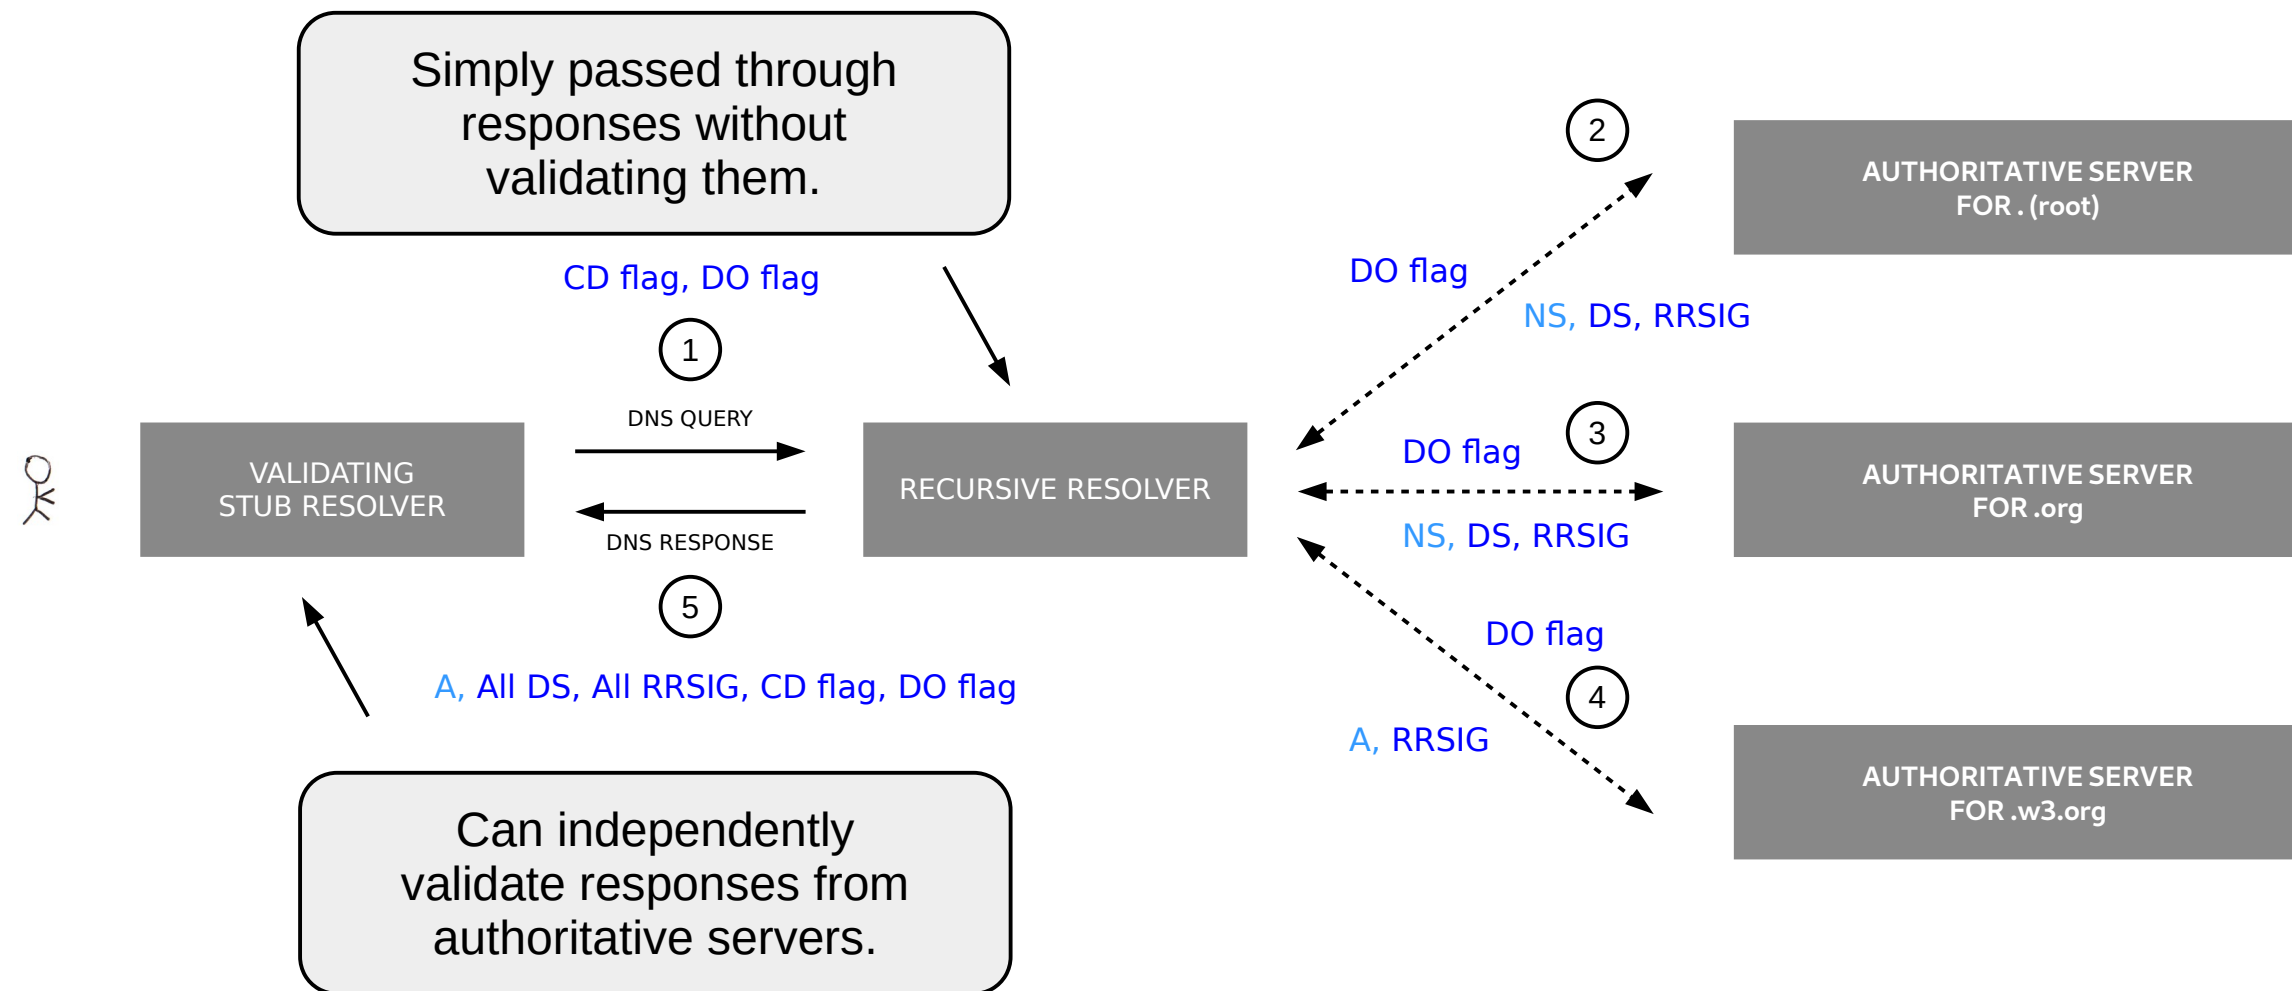 Simply passed through
responses without
validating them.
CD flag, DO flag
1
DNS QUERY
VALIDATING
STUB RESOLVER
RECURSIVE RESOLVER
DNS RESPONSE
5
A, All DS, All RRSIG, CD flag, DO flag
Can independently
validate responses from
authoritative servers.
2
DO flag
NS, DS, RRSIG
AUTHORITATIVE SERVER
FOR . (root)
3
DO flag
NS, DS, RRSIG
AUTHORITATIVE SERVER
FOR .org
DO flag
4
A, RRSIG
AUTHORITATIVE SERVER
FOR .w3.org